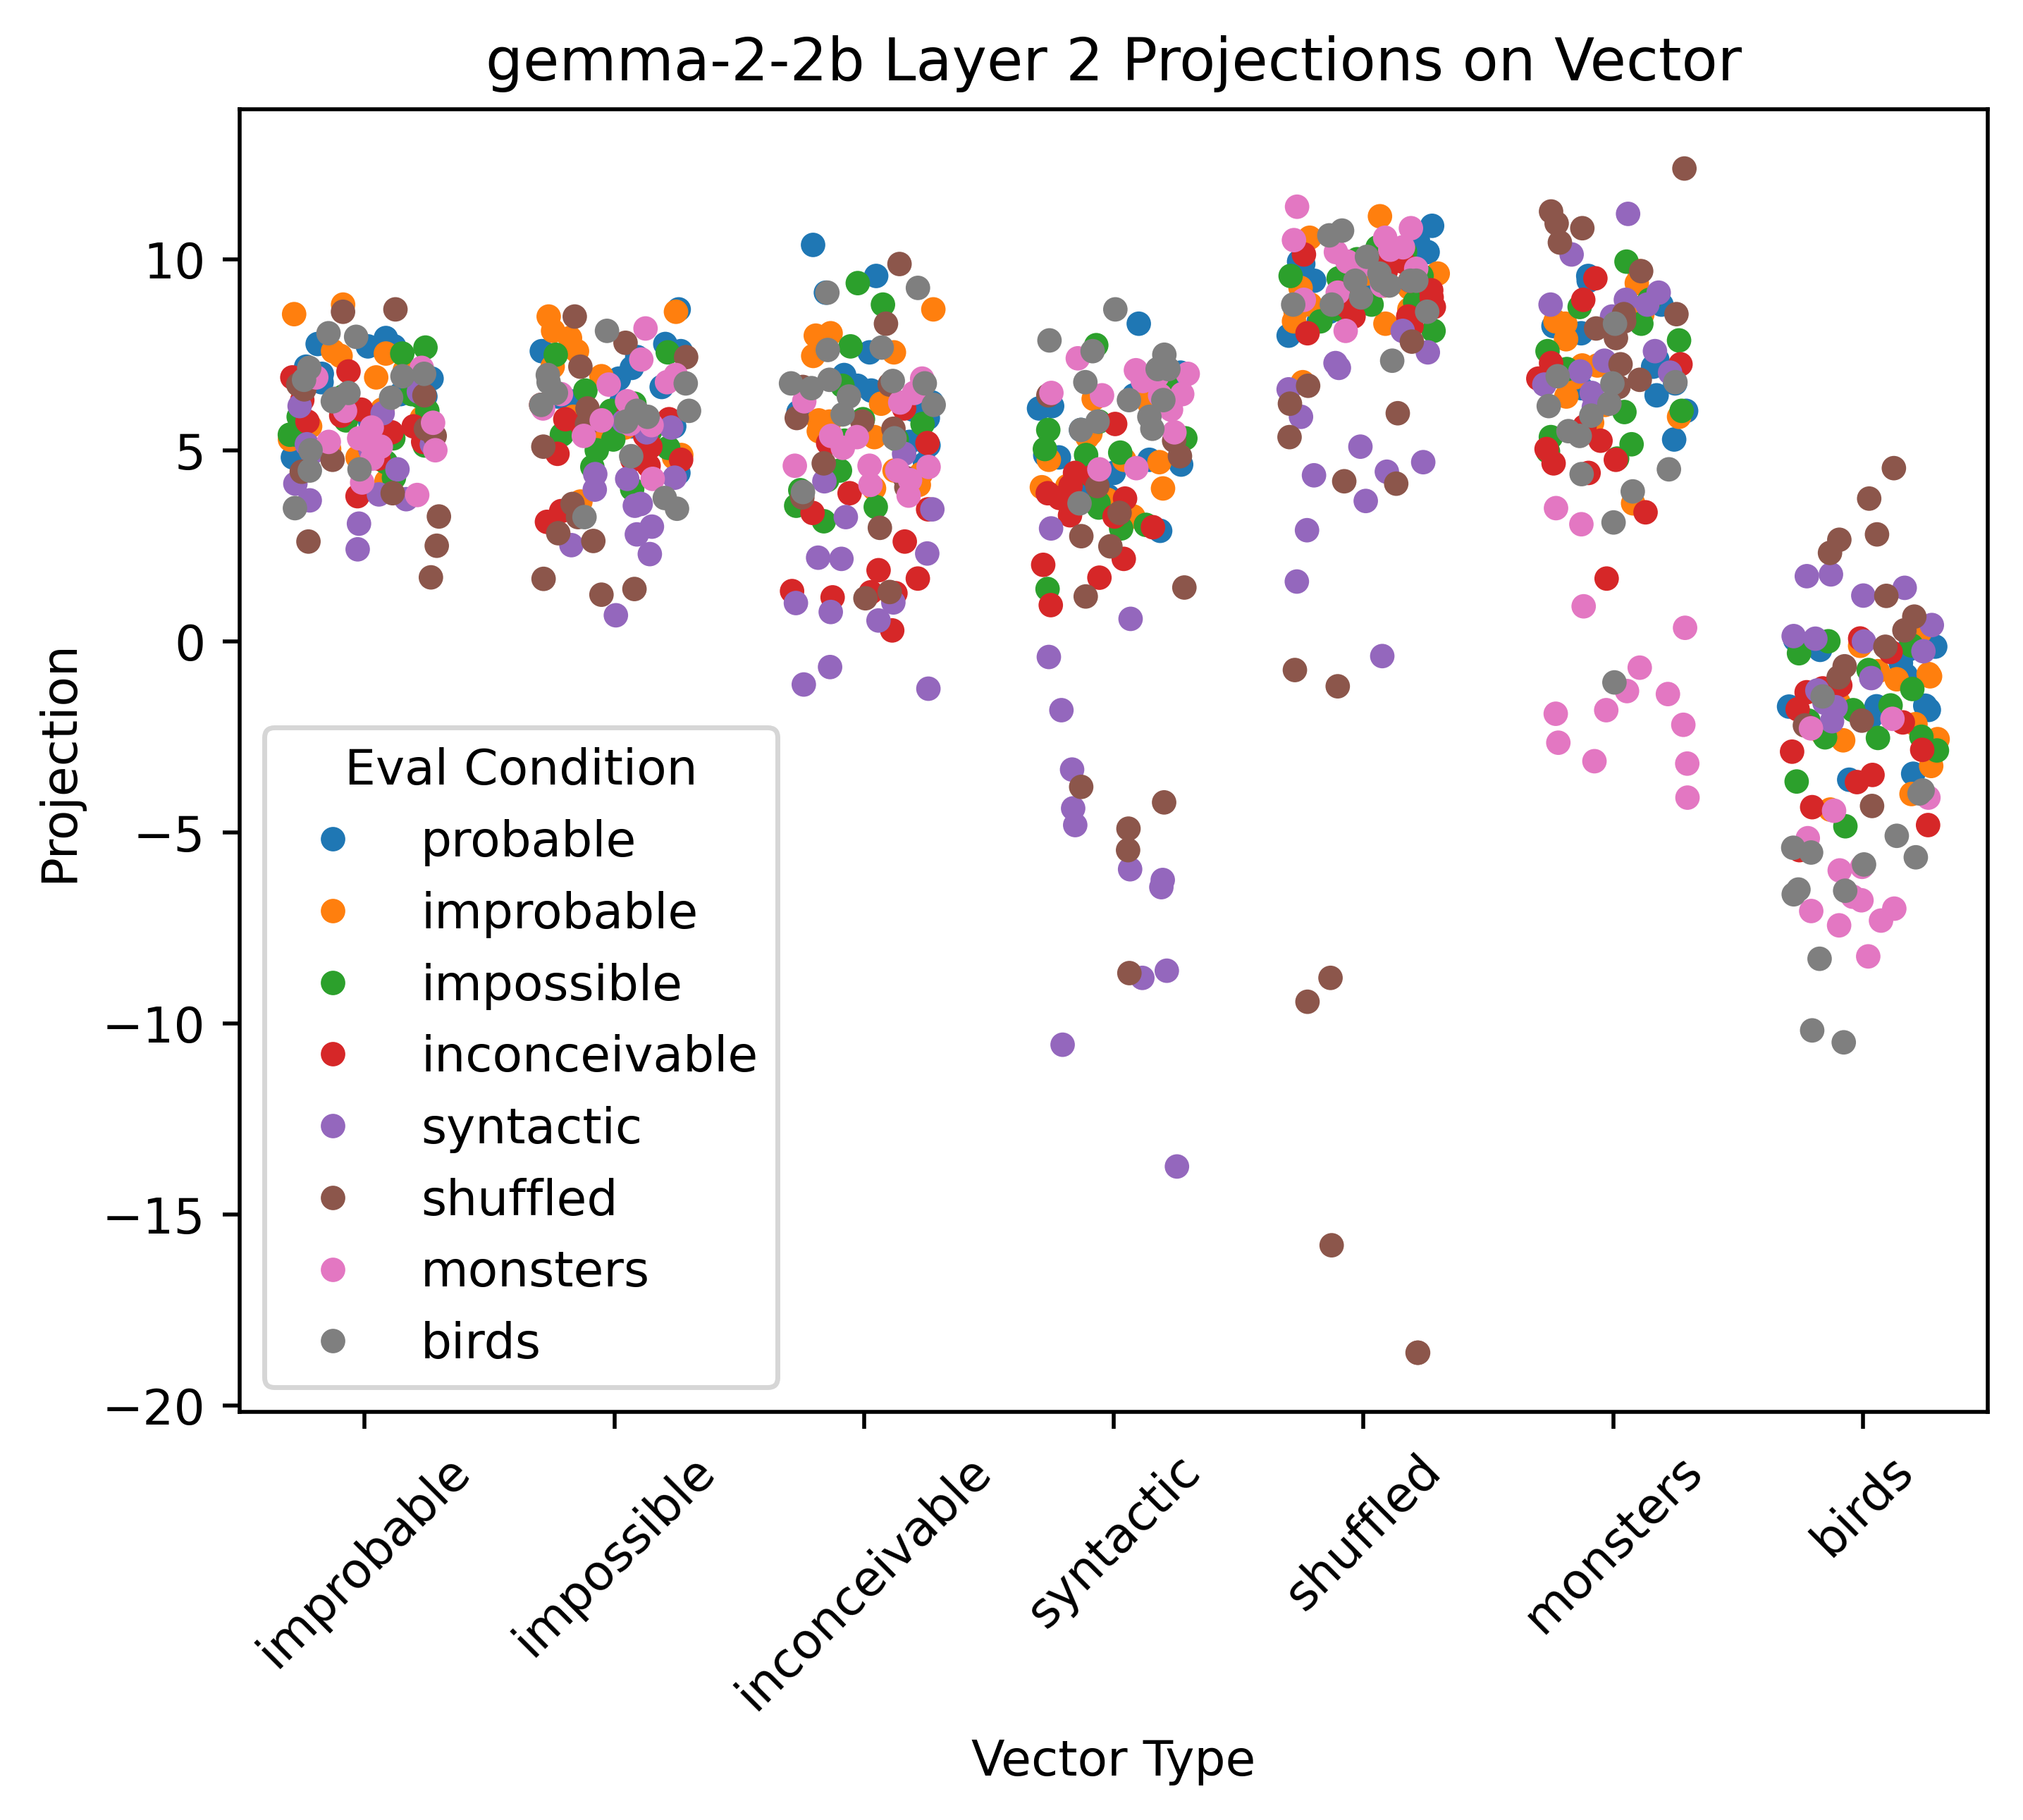 gemma-2-2b Layer 2 Projections on Vector
Projection
10
5
0
−5
−10
−15
−20
Eval Condition
probable
improbable
impossible
inconceivable
syntactic
shuffled
monsters
birds
improbable
impossible
inconceivable
syntactic
shuffled
monsters
birds
Vector Type